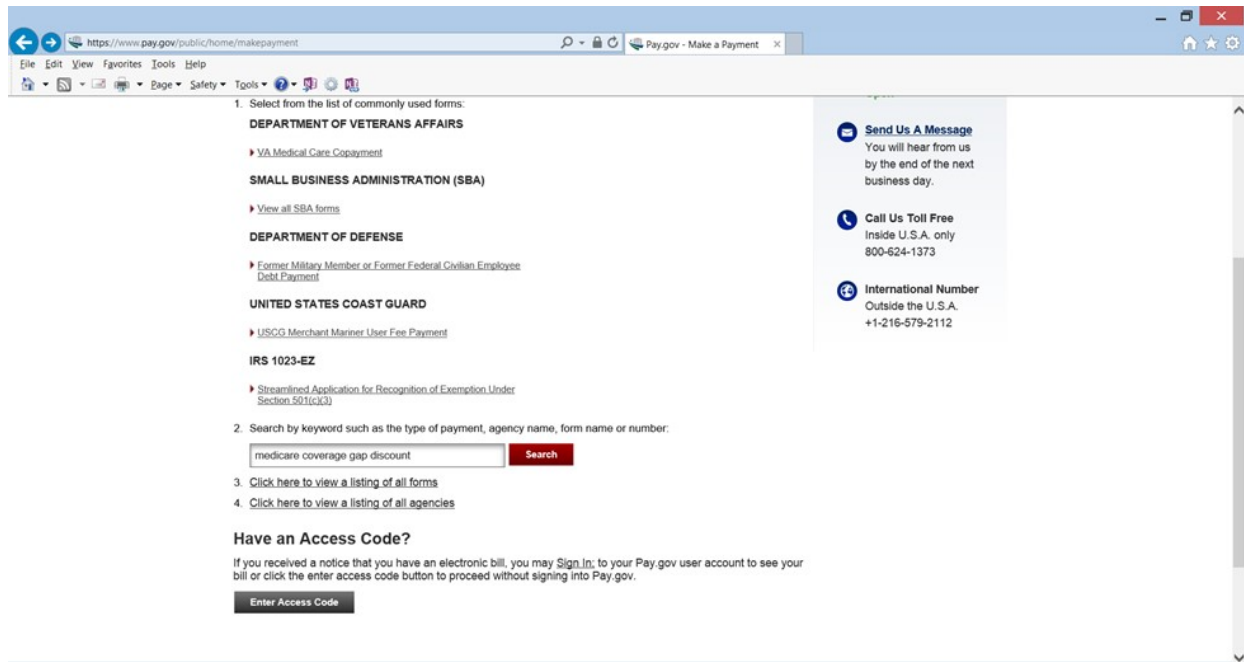 https://www.pay.gov/public/home/makepayment
Pay.gov - Make a Payment
File Edit View Favorites Tools Help
Page Safety Tools
1. Select from the list of commonly used forms:
DEPARTMENT OF VETERANS AFFAIRS
VA Medical Care Copayment
SMALL BUSINESS ADMINISTRATION (SBA)
View all SBA forms
DEPARTMENT OF DEFENSE
Former Military Member or Former Federal Civilian Employee
Debt Payment
UNITED STATES COAST GUARD
USCG Merchant Mariner User Fee Payment
IRS 1023-EZ
Streamlined Application for Recognition of Exemption Under
Section 501(c)(3)
2. Search by keyword such as the type of payment, agency name, form name or number:
medicare coverage gap discount
Search
3. Click here to view a listing of all forms
4. Click here to view a listing of all agencies
Have an Access Code?
If you received a notice that you have an electronic bill, you may Sign In: to your Pay.gov user account to see your
bill or click the enter access code button to proceed without signing into Pay.gov.
Enter Access Code
Send Us A Message
You will hear from us
by the end of the next
business day.
Call Us Toll Free
Inside U.S.A. only
800-624-1373
International Number
Outside the U.S.A.
+1-216-579-2112